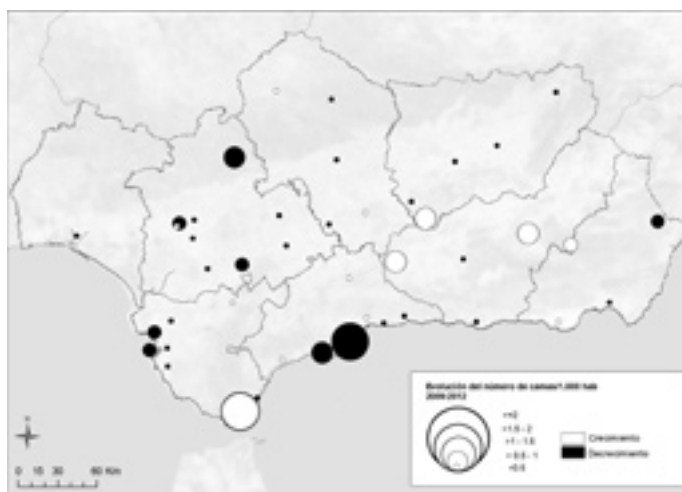 Evolución del número de camas/1,000 hab
2009-2012
>1.5 - 2
>1 - 1.5
> 0.5 - 1
<0.5
Crecimiento
Decrecimiento
0 15 30 60 Km